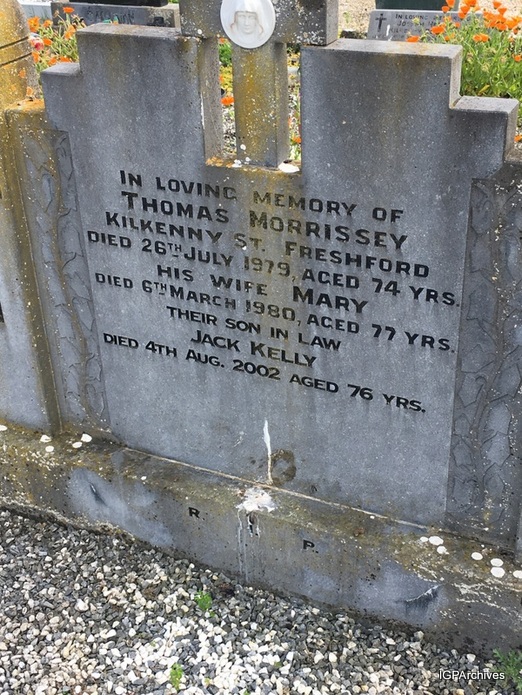 IN LOVING
IN LOVING MEMORY OF
THOMAS MORRISSEY
KILKENNY ST. FRESHFORD
DIED 26TH JULY 1979, AGED 74 YRS.
HIS WIFE MARY
DIED 6TH MARCH 1980, AGED 77 YRS.
THEIR SON IN LAW
JACK KELLY
DIED 4TH AUG. 2002 AGED 76 YRS.
R. I. P.
IGPArchives